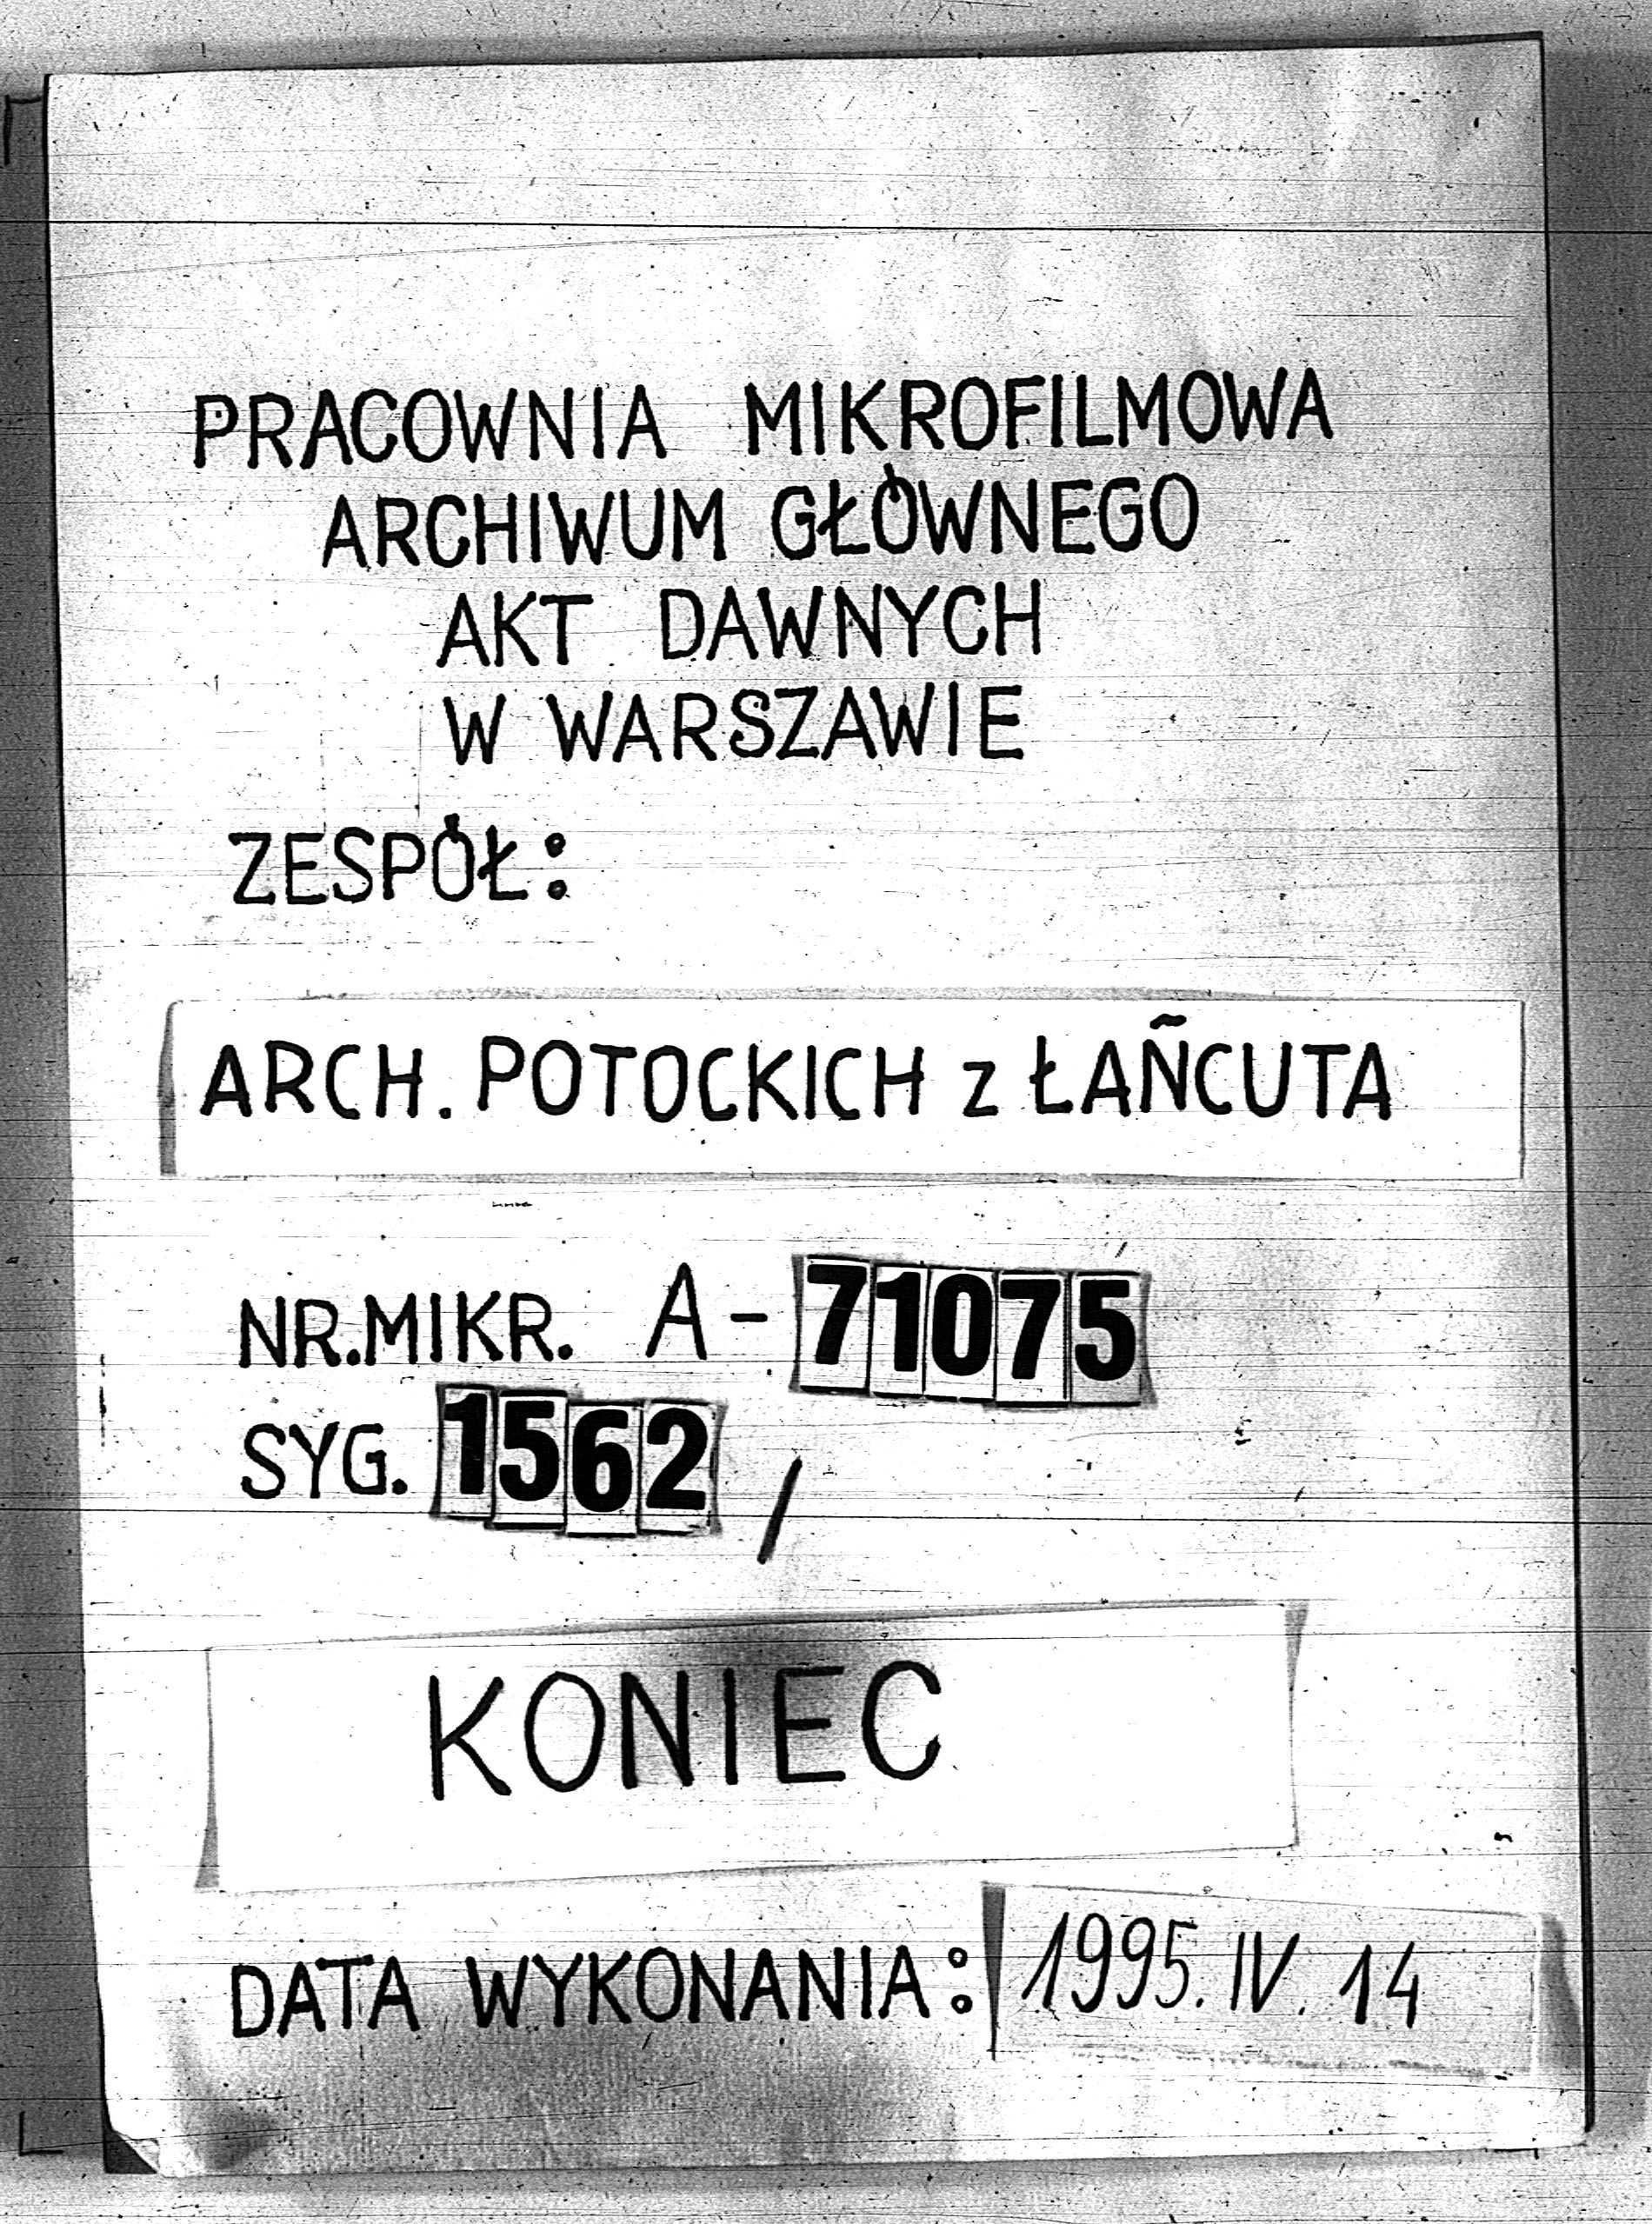 PRACOWNIA MIKROFILMOWA
ARCHIWUM GŁÓWNEGO
AKT DAWNYCH
W WARSZAWIE
ZESPÓŁ:
ARCH. POTOCKICH z ŁAŃCUTA
NR.MIKR. A-71075
SYG. 1562/
KONIEC
DATA WYKONANIA: 1995.IV.14